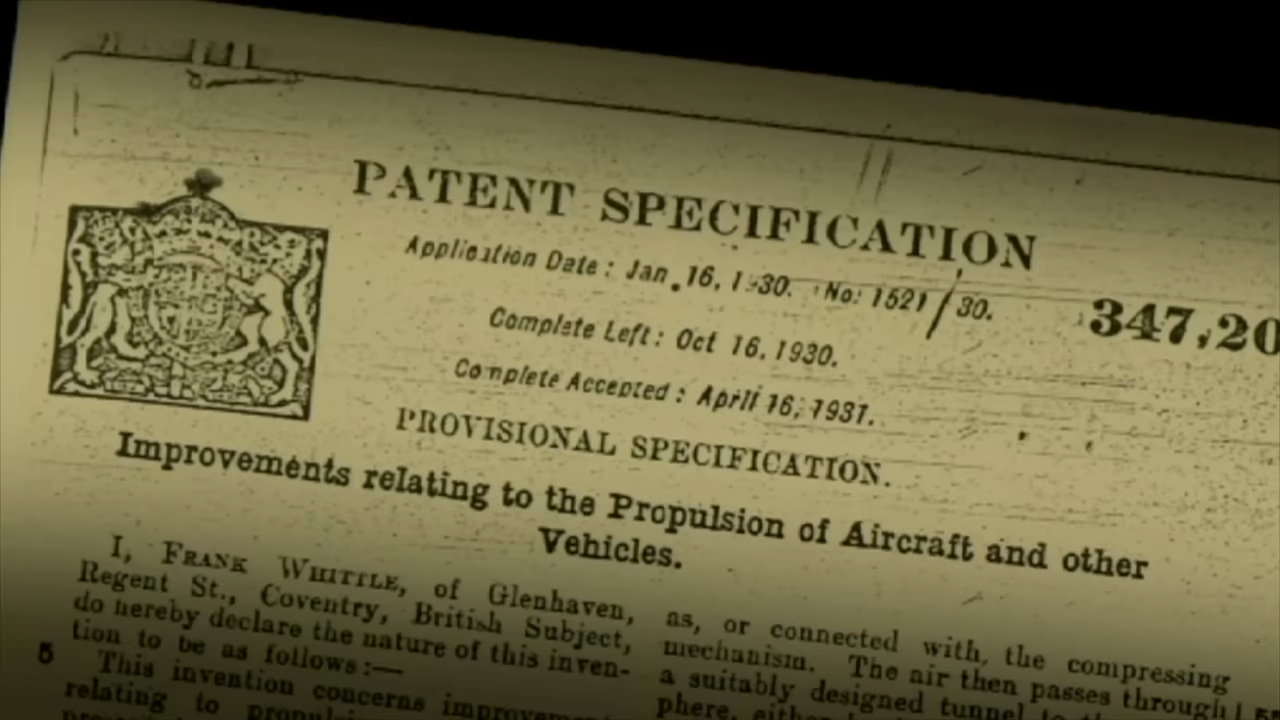 PATENT SPECIFICATION
Application Date: Jan. 16, 1930. No: 1521/30.
347,20
Complete Left: Oct 16, 1930.
Complete Accepted: April 16, 1931.
PROVISIONAL SPECIFICATION.
Improvements relating to the Propulsion of Aircraft and other
Vehicles.
I, FRANK WHITTLE, of Glenhaven,
Regent St., Coventry, British Subject,
do hereby declare the nature of this inven-
tion to be as follows:—
5 This invention concerns improvements
relating to
as, or connected with, the compressing
mechanism. The air then passes through
a suitably designed tunnel to the
phere,